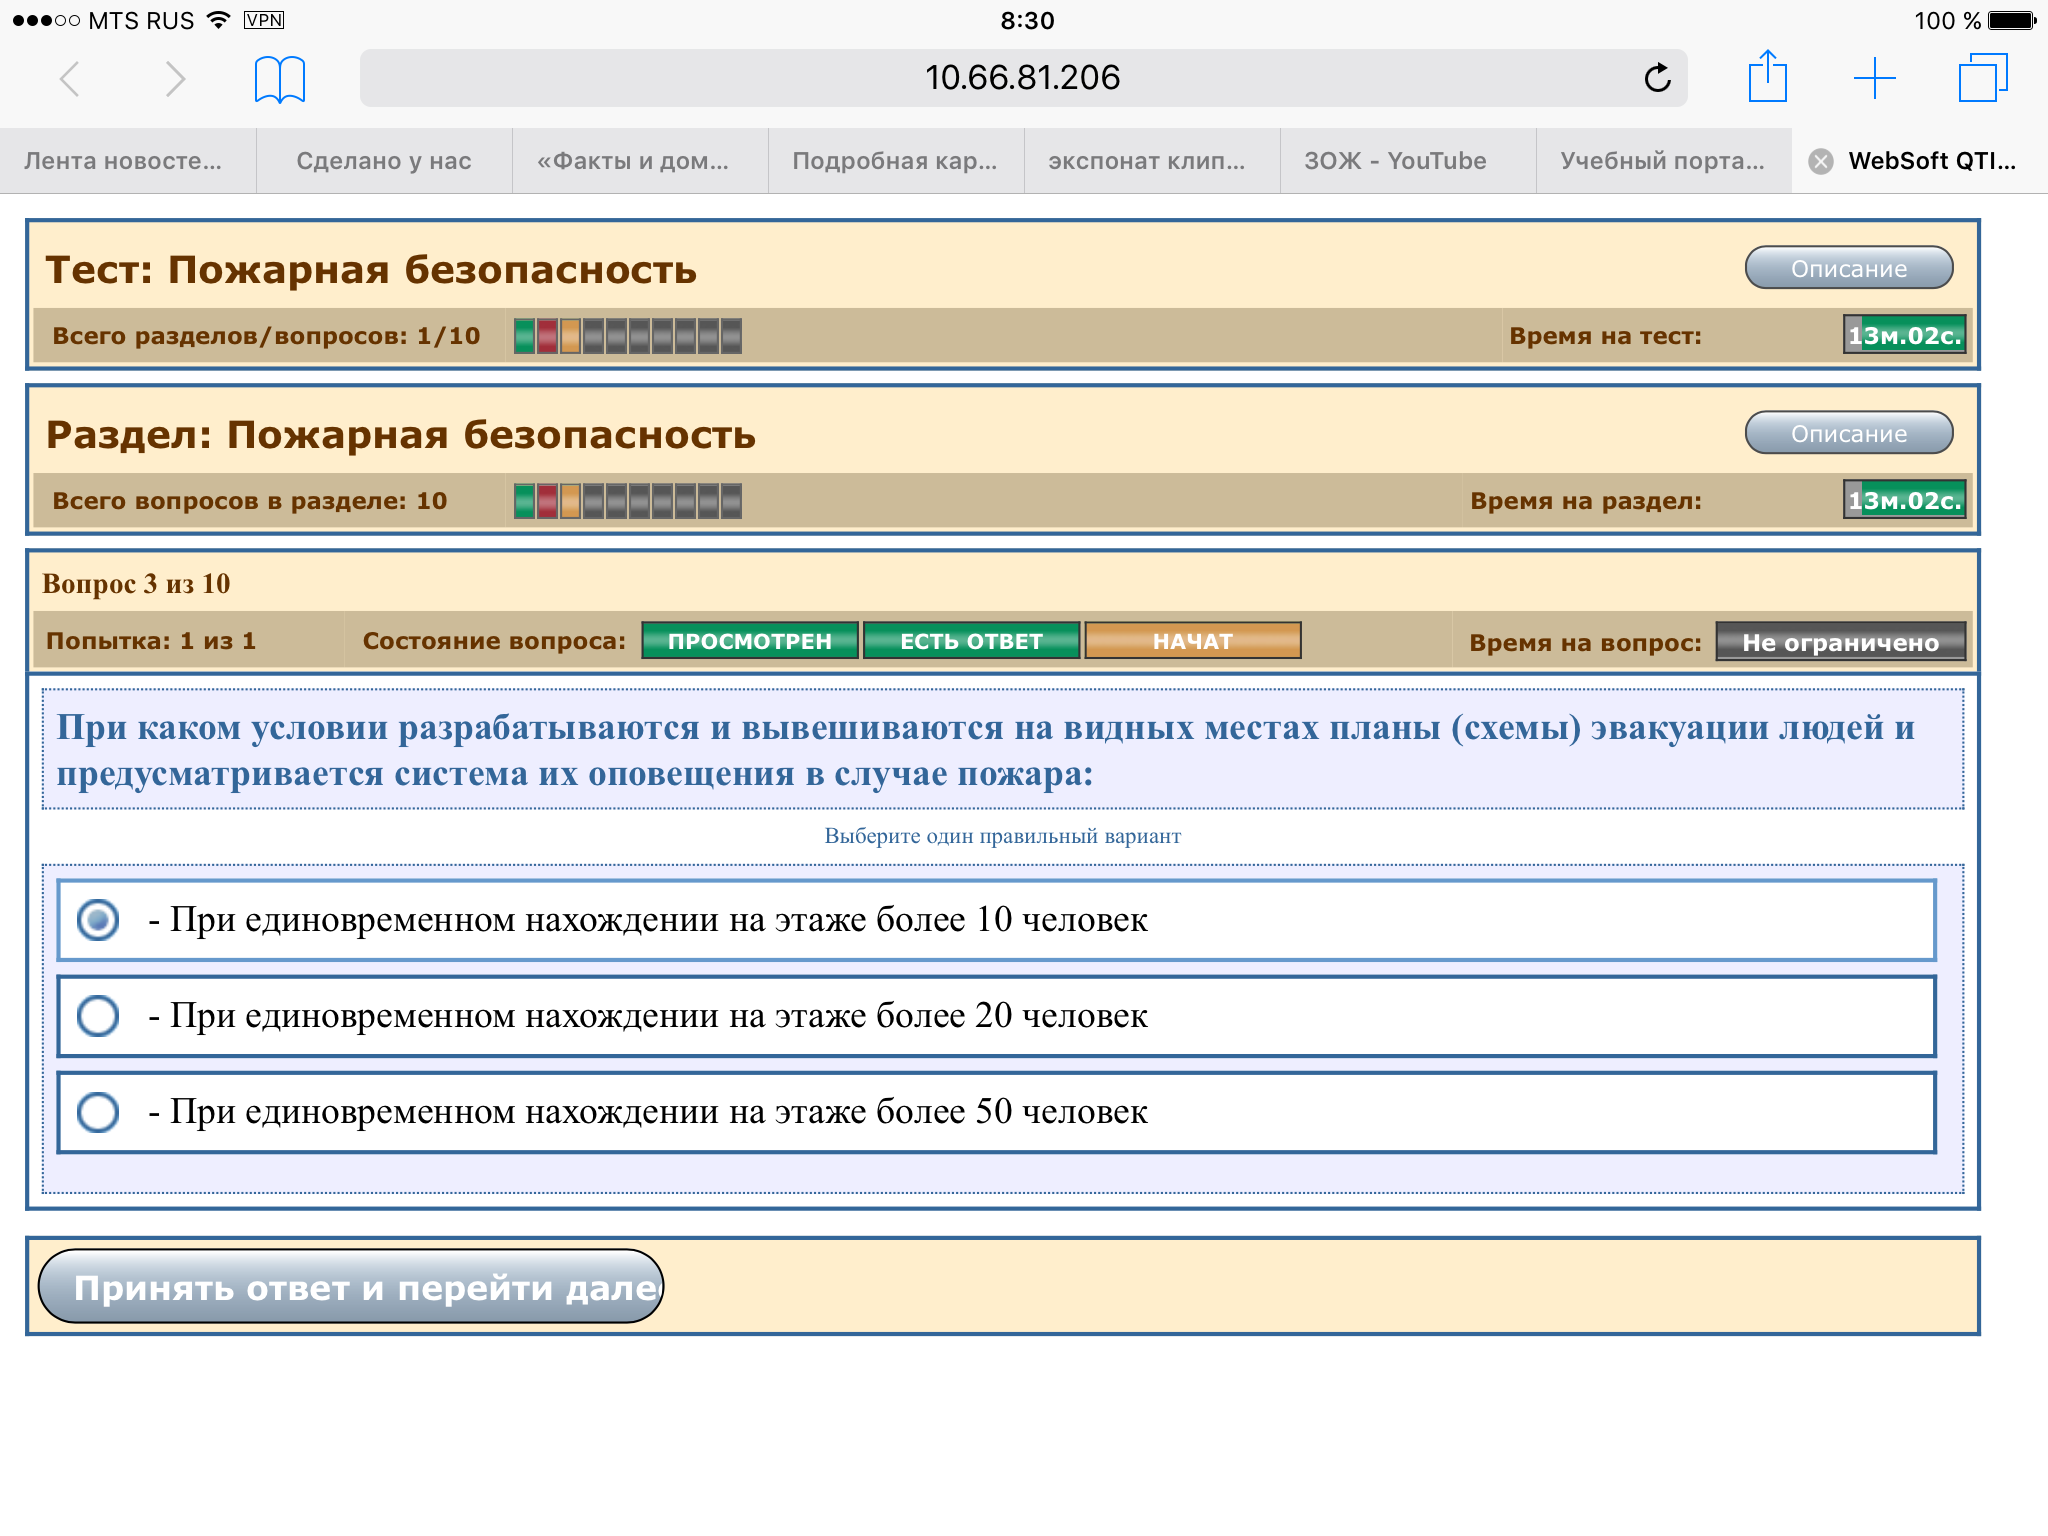 MTS RUS VPN 8:30 100 %
10.66.81.206
Лента новосте... Сделано у нас «Факты и дом... Подробная кар... экспонат клип... ЗОЖ - YouTube Учебный порта... WebSoft QTI...
Тест: Пожарная безопасность Описание
Всего разделов/вопросов: 1/10 Время на тест: 13м.02с.
Раздел: Пожарная безопасность Описание
Всего вопросов в разделе: 10 Время на раздел: 13м.02с.
Вопрос 3 из 10
Попытка: 1 из 1 Состояние вопроса: ПРОСМОТРЕН ЕСТЬ ОТВЕТ НАЧАТ Время на вопрос: Не ограничено
При каком условии разрабатываются и вывешиваются на видных местах планы (схемы) эвакуации людей и
предусматривается система их оповещения в случае пожара:
Выберите один правильный вариант
- При единовременном нахождении на этаже более 10 человек
- При единовременном нахождении на этаже более 20 человек
- При единовременном нахождении на этаже более 50 человек
Принять ответ и перейти дале